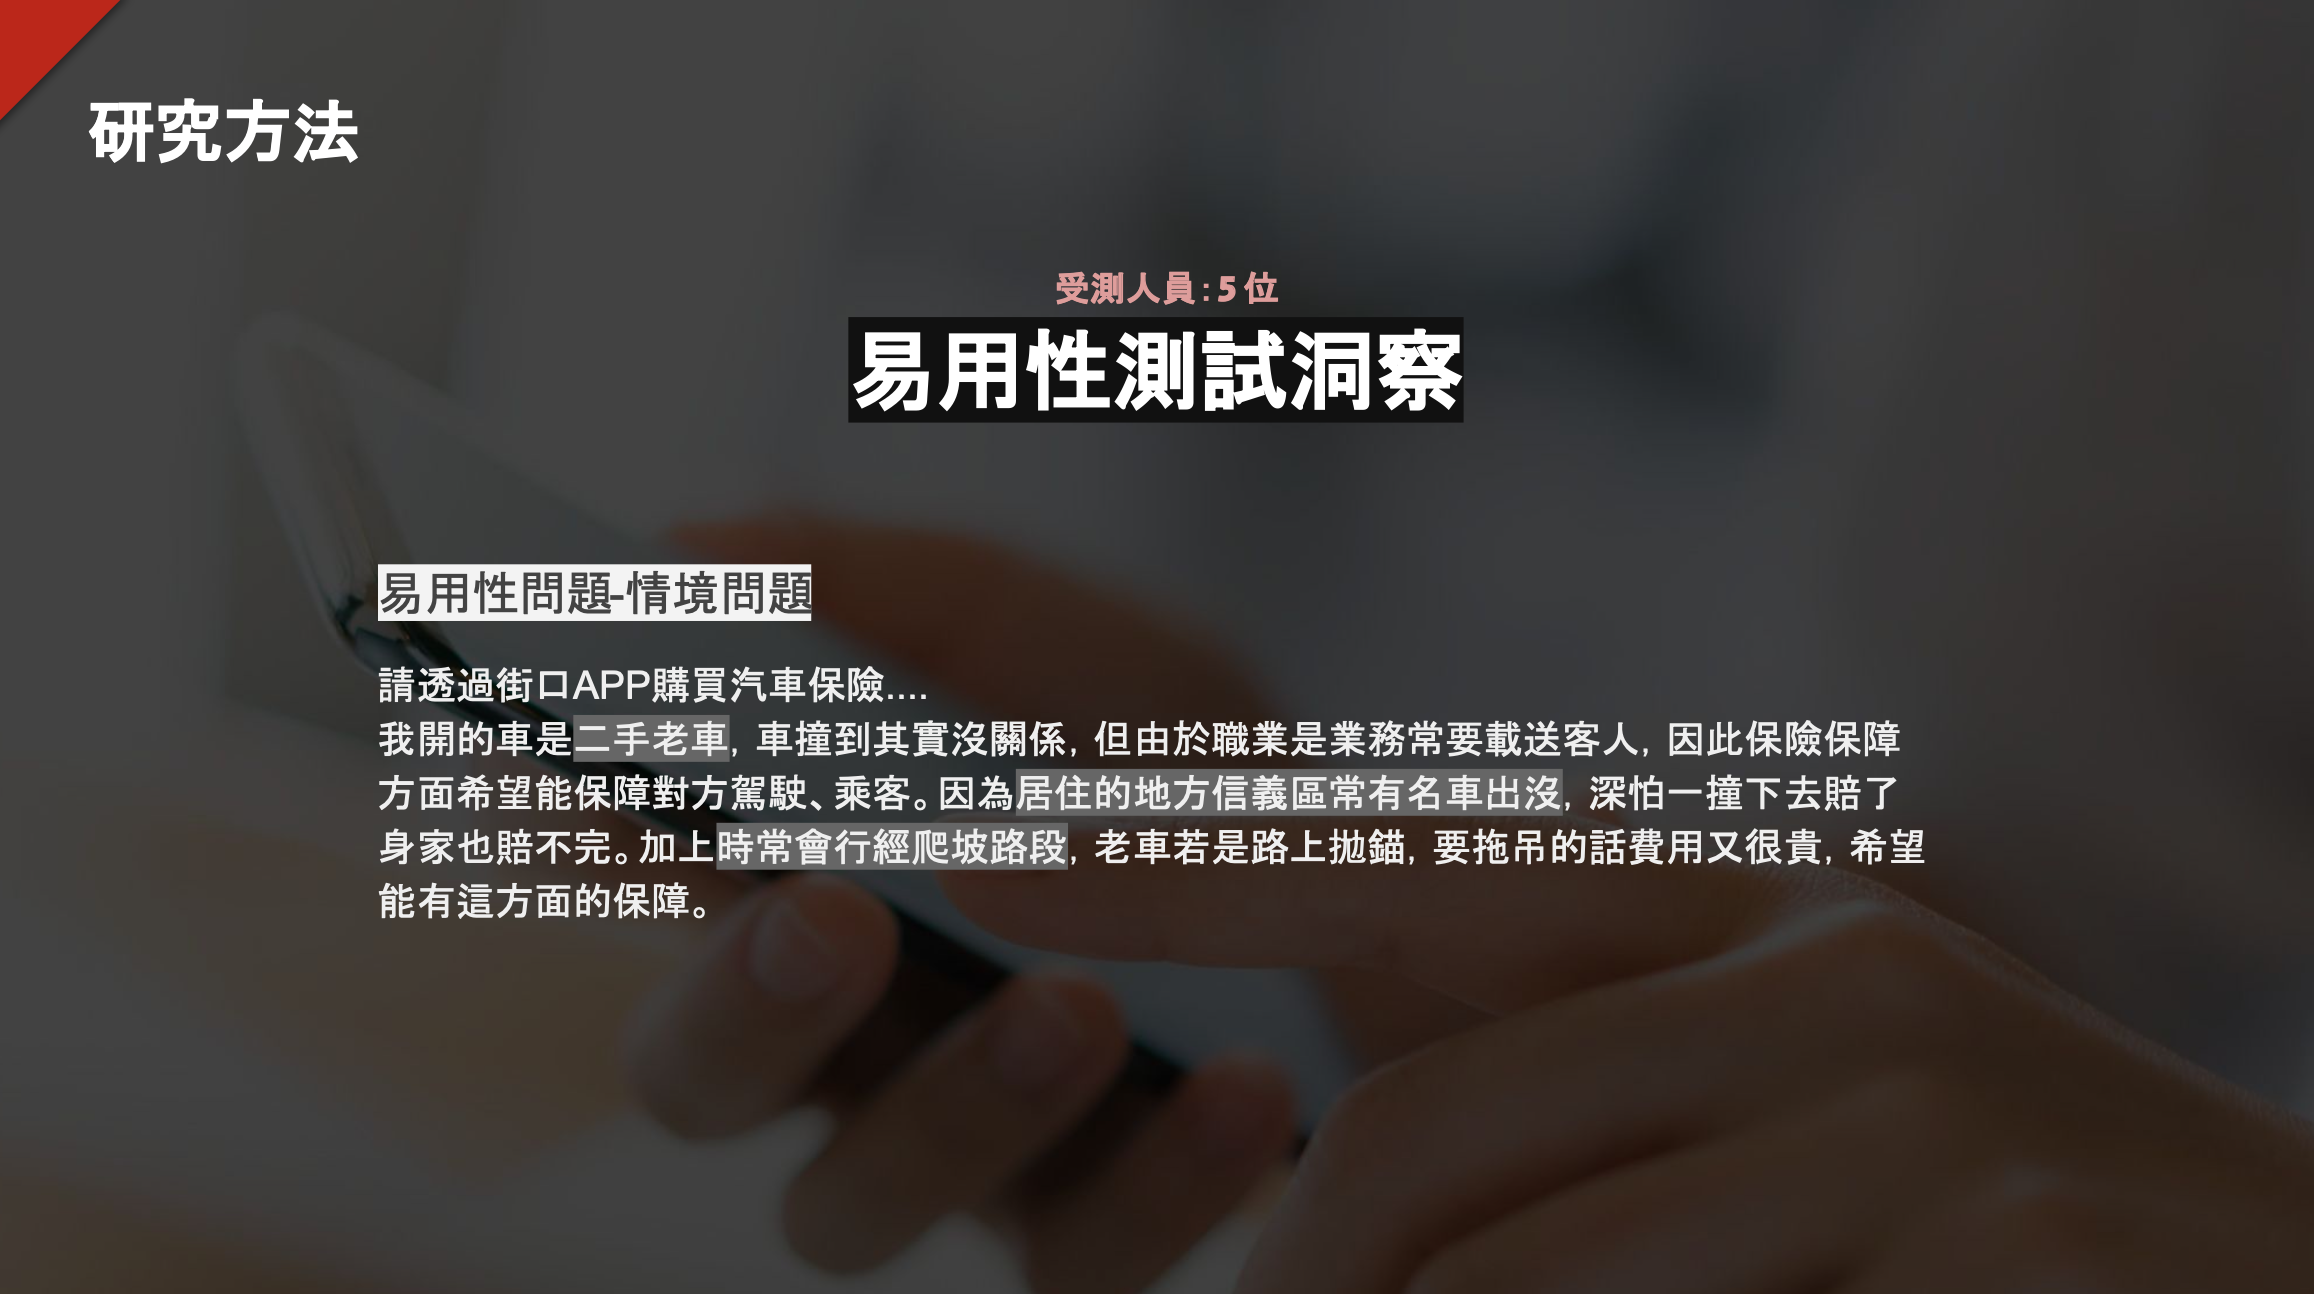 研究方法
受測人員：5 位
易用性測試洞察
易用性問題-情境問題
請透過街口APP購買汽車保險....
我開的車是二手老車，車撞到其實沒關係，但由於職業是業務常要載送客人，因此保險保障
方面希望能保障對方駕駛、乘客。因為居住的地方信義區常有名車出沒，深怕一撞下去賠了
身家也賠不完。加上時常會行經爬坡路段，老車若是路上拋錨，要拖吊的話費用又很貴，希望
能有這方面的保障。